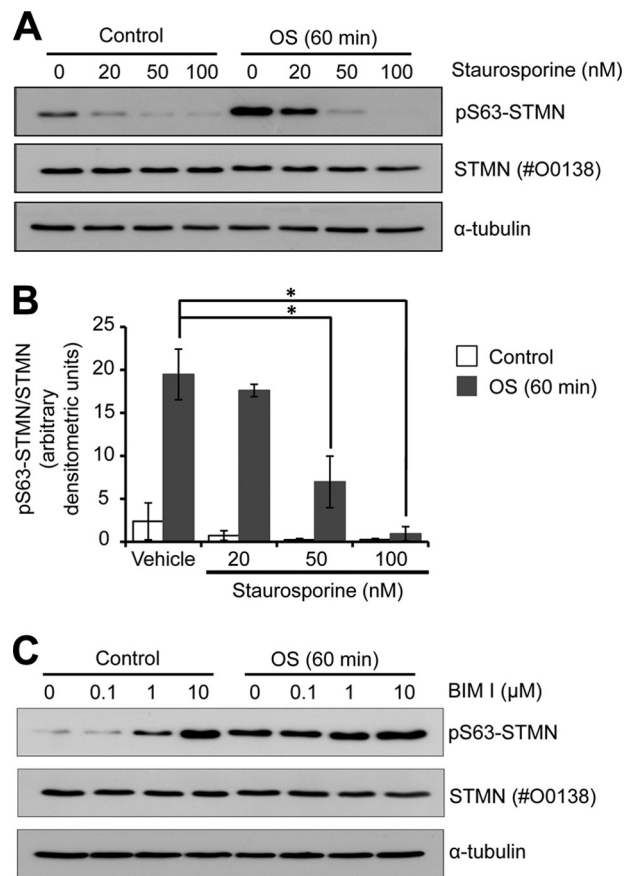 A
Control OS (60 min)
0 20 50 100 0 20 50 100 Staurosporine (nM)
pS63-STMN
STMN (#O0138)
α-tubulin
B
* 
*
pS63-STMN/STMN
(arbitrary
densitometric units)
25
20
15
10
5
0
Control
OS (60 min)
Vehicle 20 50 100
Staurosporine (nM)
C
Control OS (60 min)
0 0.1 1 10 0 0.1 1 10 BIM I (μM)
pS63-STMN
STMN (#O0138)
α-tubulin